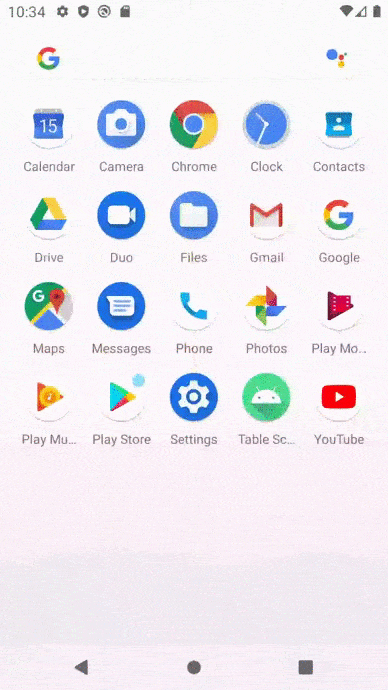 10:34
G
15
Calendar Camera Chrome Clock Contacts
Drive Duo Files Gmail Google
G
Maps Messages Phone Photos Play Mo...
Play Mu... Play Store Settings Table Sc... YouTube